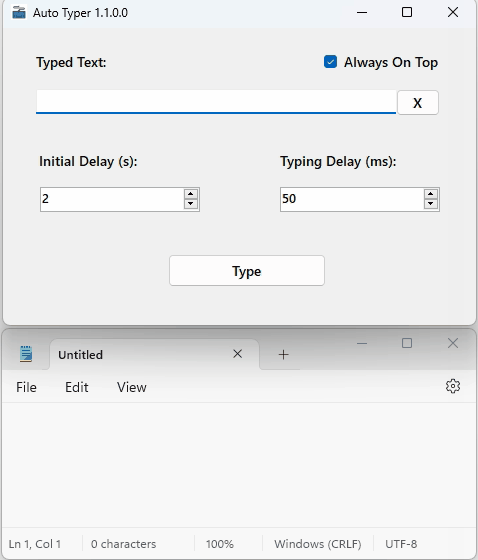 Auto Typer 1.1.0.0
Typed Text:
Always On Top
X
Initial Delay (s):
Typing Delay (ms):
2
50
Type
Untitled
File Edit View
Ln 1, Col 1 0 characters 100% Windows (CRLF) UTF-8